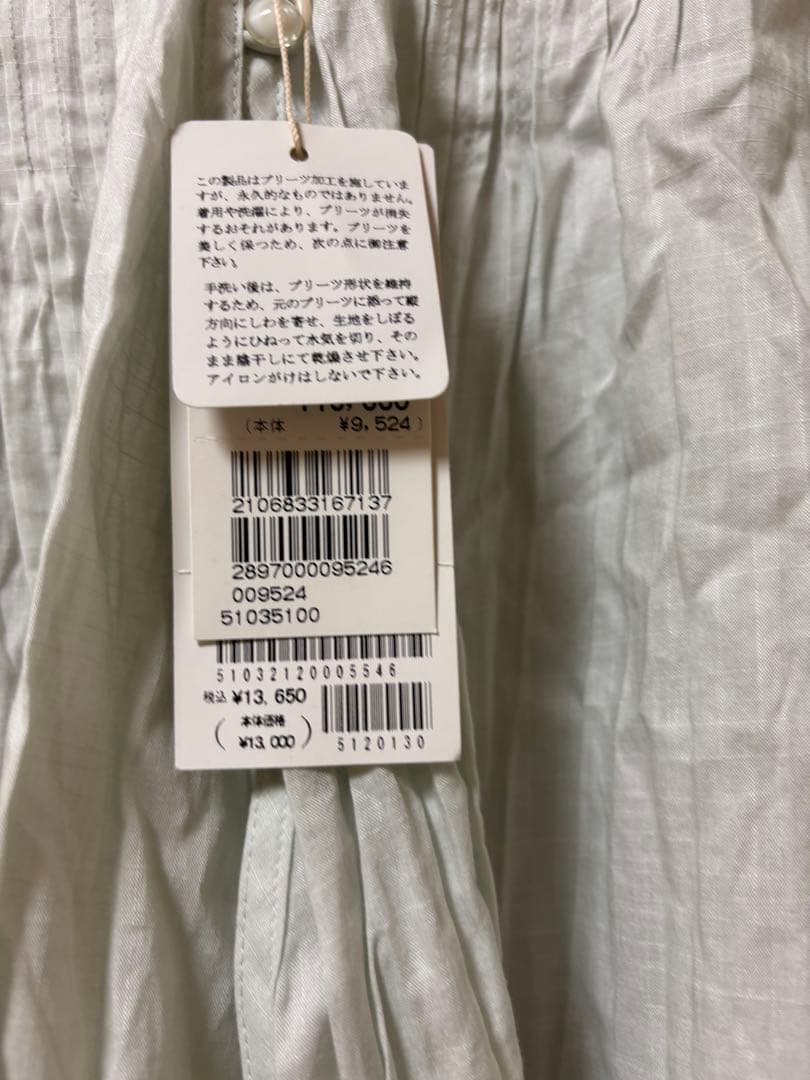 この製品はプリーツ加工を施していま
すが、永久的なものではありません。
着用や洗濯により、プリーツが消失
するおそれがあります。プリーツを
美しく保つため、次の点に御注意
下さい。
手洗い後は、プリーツ形状を維持
するため、元のプリーツに添って縦
方向にしわを寄せ、生地をしぼる
ようにひねって水気を切り、その
まま陰干しにて乾燥させ下さい。
アイロンがけはしないで下さい。
(本体 ¥9,524)
2106833167137
2897000095246
009524
51035100
51032120005546
税込 ¥13,650
(本体価格
¥13,000)
5120130